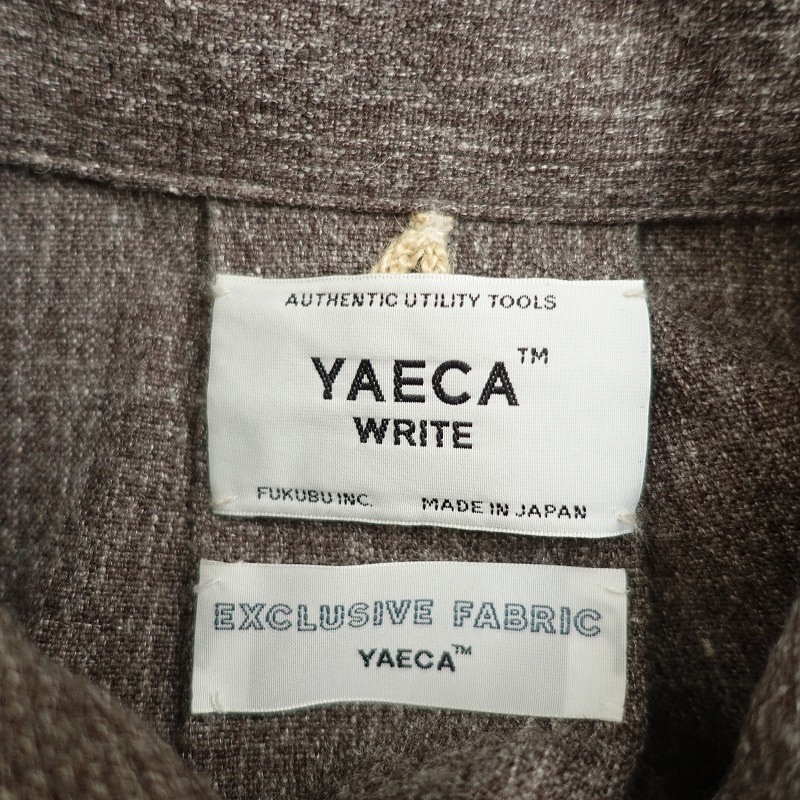 AUTHENTIC UTILITY TOOLS
YAECA™
WRITE
FUKUBU INC. MADE IN JAPAN
EXCLUSIVE FABRIC
YAECA™